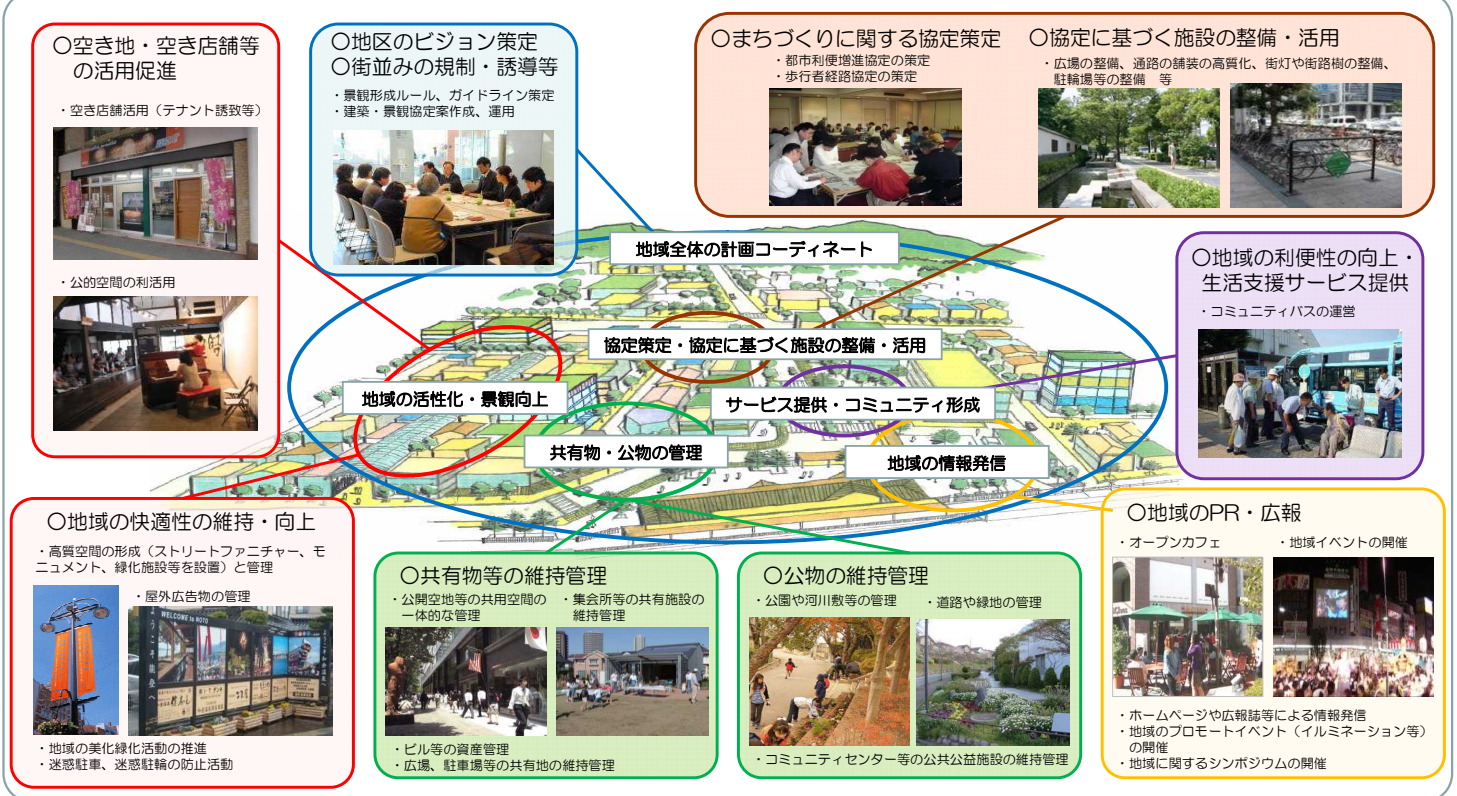 〇空き地・空き店舗等
の活用促進
・空き店舗活用（テナント誘致等）
・公的空間の利活用
〇地区のビジョン策定
〇街並みの規制・誘導等
・景観形成ルール、ガイドライン策定
・建築・景観協定案作成、運用
〇まちづくりに関する協定策定
・都市利便増進協定の策定
・歩行者経路協定の策定
〇協定に基づく施設の整備・活用
・広場の整備、通路の舗装の高質化、街灯や街路樹の整備、
駐輪場等の整備　等
〇地域の利便性の向上・
生活支援サービス提供
・コミュニティバスの運営
地域全体の計画コーディネート
協定策定・協定に基づく施設の整備・活用
地域の活性化・景観向上
サービス提供・コミュニティ形成
共有物・公物の管理
地域の情報発信
〇地域の快適性の維持・向上
・高質空間の形成（ストリートファニチャー、モ
ニュメント、緑化施設等を設置）と管理
・屋外広告物の管理
WELCOME to NOTO
・地域の美化緑化活動の推進
・迷惑駐車、迷惑駐輪の防止活動
〇共有物等の維持管理
・公開空地等の共用空間の
一体的な管理
・集会所等の共有施設の
維持管理
・ビル等の資産管理
・広場、駐車場等の共有地の維持管理
〇公物の維持管理
・公園や河川敷等の管理
・道路や緑地の管理
・コミュニティセンター等の公共公益施設の維持管理
〇地域のPR・広報
・オープンカフェ
・地域イベントの開催
・ホームページや広報誌等による情報発信
・地域のプロモートイベント（イルミネーション等）
の開催
・地域に関するシンポジウムの開催